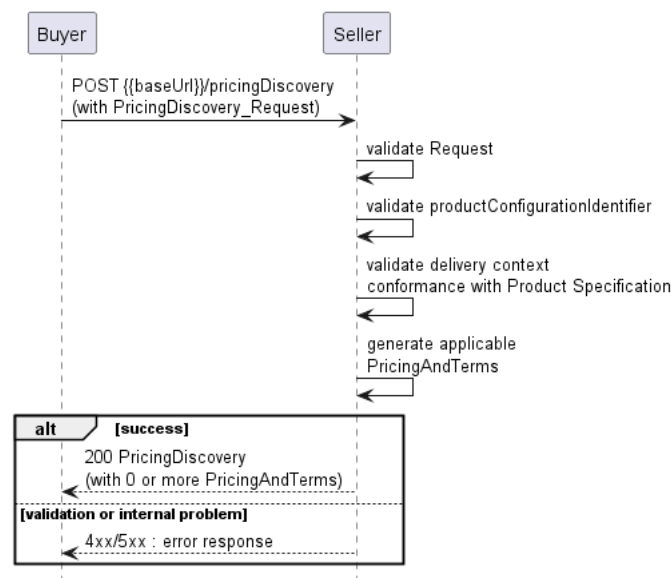 Buyer
Seller
POST {{baseUrl}}/pricingDiscovery
(with PricingDiscovery_Request)
validate Request
validate productConfigurationIdentifier
validate delivery context
conformance with Product Specification
generate applicable
PricingAndTerms
alt
[success]
200 PricingDiscovery
(with 0 or more PricingAndTerms)
[validation or internal problem]
4xx/5xx : error response